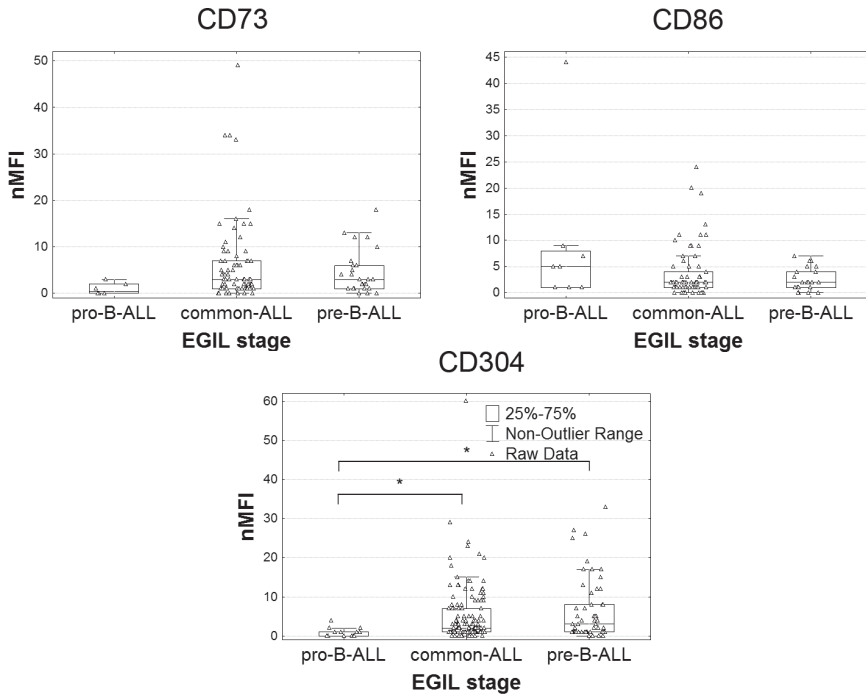 CD73
nMFI
50
40
30
20
10
0
pro-B-ALL common-ALL pre-B-ALL
EGIL stage
CD86
nMFI
45
40
35
30
25
20
15
10
5
0
pro-B-ALL common-ALL pre-B-ALL
EGIL stage
CD304
nMFI
60
50
40
30
20
10
0
25%-75%
Non-Outlier Range
Raw Data
*
*
pro-B-ALL common-ALL pre-B-ALL
EGIL stage